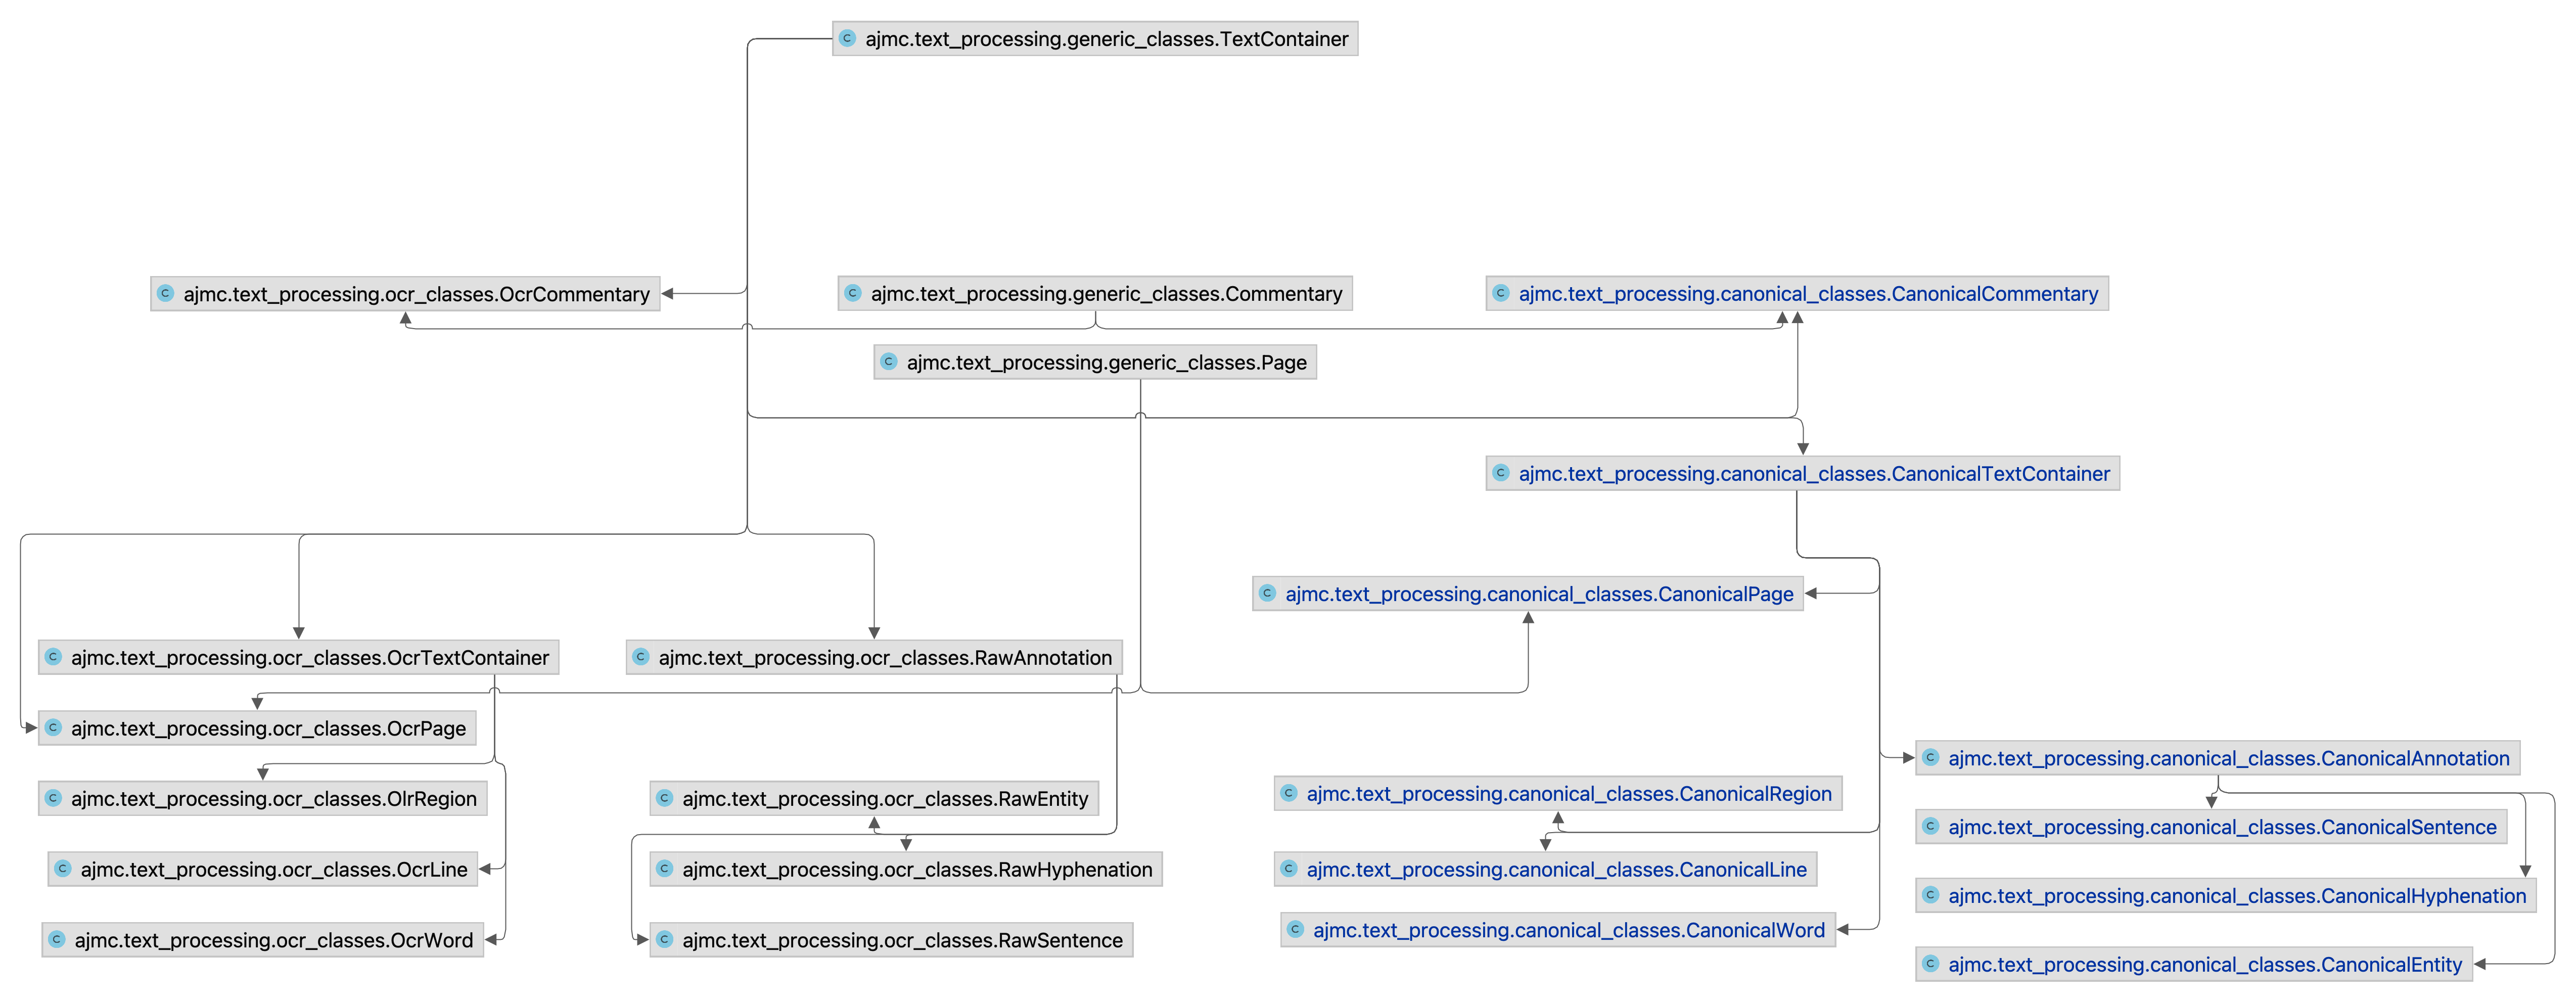 C ajmc.text_processing.generic_classes.TextContainer
C ajmc.text_processing.ocr_classes.OcrCommentary
C ajmc.text_processing.generic_classes.Commentary
C ajmc.text_processing.canonical_classes.CanonicalCommentary
C ajmc.text_processing.generic_classes.Page
C ajmc.text_processing.canonical_classes.CanonicalTextContainer
C ajmc.text_processing.canonical_classes.CanonicalPage
C ajmc.text_processing.ocr_classes.OcrTextContainer
C ajmc.text_processing.ocr_classes.RawAnnotation
C ajmc.text_processing.ocr_classes.OcrPage
C ajmc.text_processing.canonical_classes.CanonicalAnnotation
C ajmc.text_processing.ocr_classes.OlrRegion
C ajmc.text_processing.ocr_classes.RawEntity
C ajmc.text_processing.canonical_classes.CanonicalRegion
C ajmc.text_processing.canonical_classes.CanonicalSentence
C ajmc.text_processing.ocr_classes.OcrLine
C ajmc.text_processing.ocr_classes.RawHyphenation
C ajmc.text_processing.canonical_classes.CanonicalLine
C ajmc.text_processing.canonical_classes.CanonicalHyphenation
C ajmc.text_processing.ocr_classes.OcrWord
C ajmc.text_processing.ocr_classes.RawSentence
C ajmc.text_processing.canonical_classes.CanonicalWord
C ajmc.text_processing.canonical_classes.CanonicalEntity